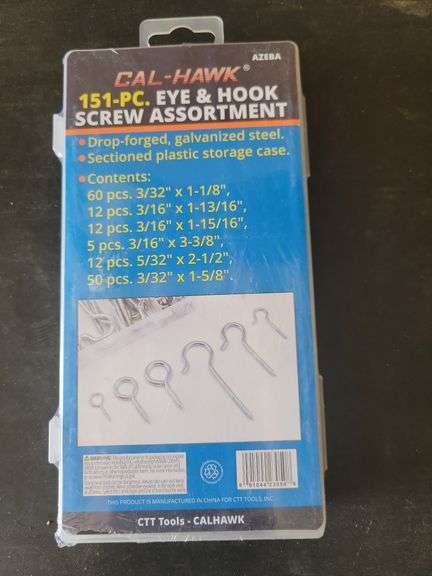 AZEBA
CAL-HAWK®
151-PC. EYE & HOOK
SCREW ASSORTMENT
• Drop-forged, galvanized steel.
• Sectioned plastic storage case.
• Contents:
60 pcs. 3/32" x 1-1/8",
12 pcs. 3/16" x 1-13/16",
12 pcs. 3/16" x 1-15/16",
5 pcs. 3/16" x 3-3/8",
12 pcs. 5/32" x 2-1/2",
50 pcs. 3/32" x 1-5/8".
WARNING:
THIS PRODUCT IS MANUFACTURED IN CHINA FOR CTT TOOLS, INC.
CTT Tools - CALHAWK